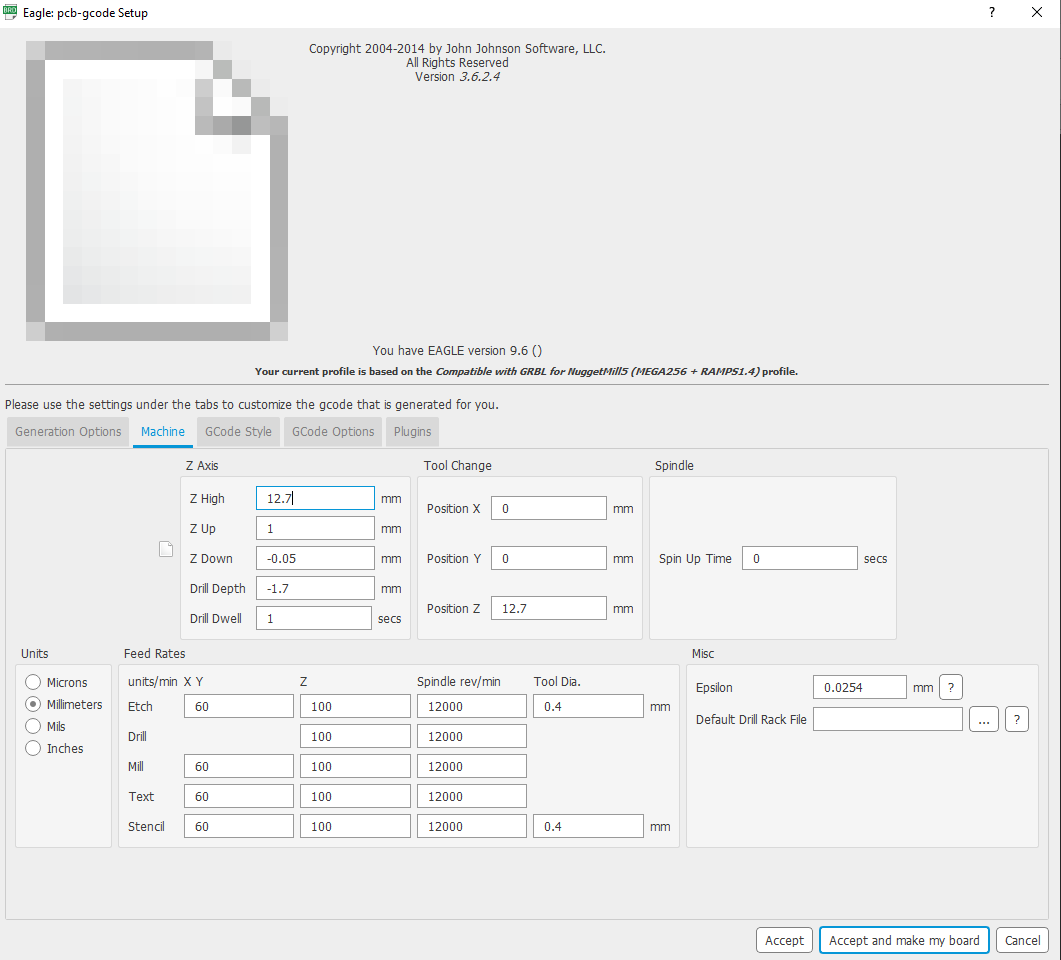 Eagle: pcb-gcode Setup
?
Copyright 2004-2014 by John Johnson Software, LLC.
All Rights Reserved
Version 3.6.2.4
You have EAGLE version 9.6 ()
Your current profile is based on the Compatible with GRBL for NuggetMill5 (MEGA256 + RAMPS1.4) profile.
Please use the settings under the tabs to customize the gcode that is generated for you.
Generation Options Machine GCode Style GCode Options Plugins
Z Axis
Z High 12.7 mm
Z Up 1 mm
Z Down -0.05 mm
Drill Depth -1.7 mm
Drill Dwell 1 secs
Tool Change
Position X 0 mm
Position Y 0 mm
Position Z 12.7 mm
Spindle
Spin Up Time 0 secs
Units
Microns
Millimeters
Mils
Inches
Feed Rates
units/min X Y Z Spindle rev/min Tool Dia.
Etch 60 100 12000 0.4 mm
Drill 100 12000
Mill 60 100 12000
Text 60 100 12000
Stencil 60 100 12000 0.4 mm
Misc
Epsilon 0.0254 mm ?
Default Drill Rack File ... ?
Accept Accept and make my board Cancel